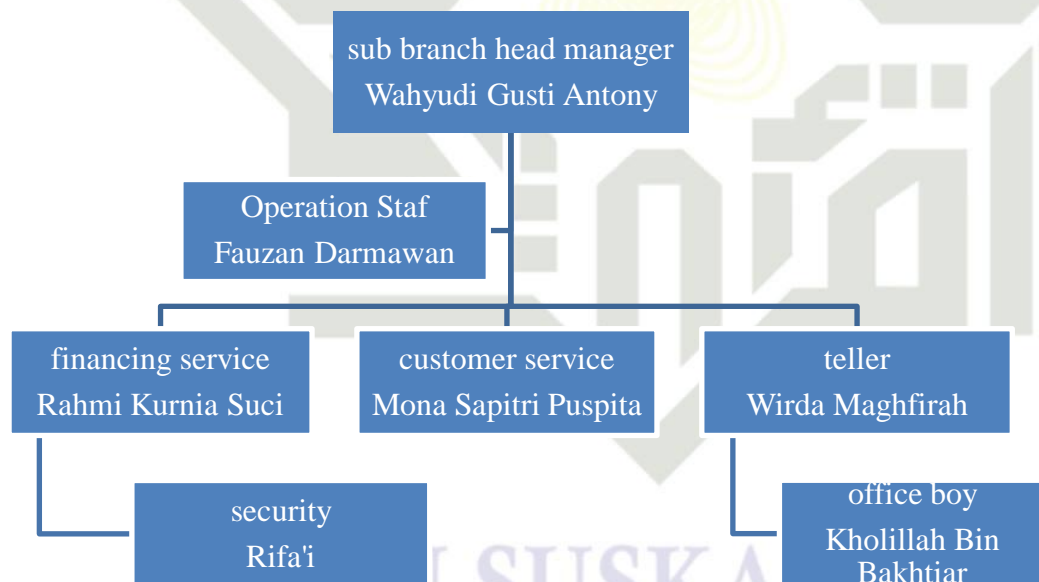 sub branch head manager
Wahyudi Gusti Antony
Operation Staf
Fauzan Darmawan
financing service
Rahmi Kurnia Suci
customer service
Mona Sapitri Puspita
teller
Wirda Maghfirah
security
Rifa'i
office boy
Kholillah Bin
Bakhtiar
SUSKA